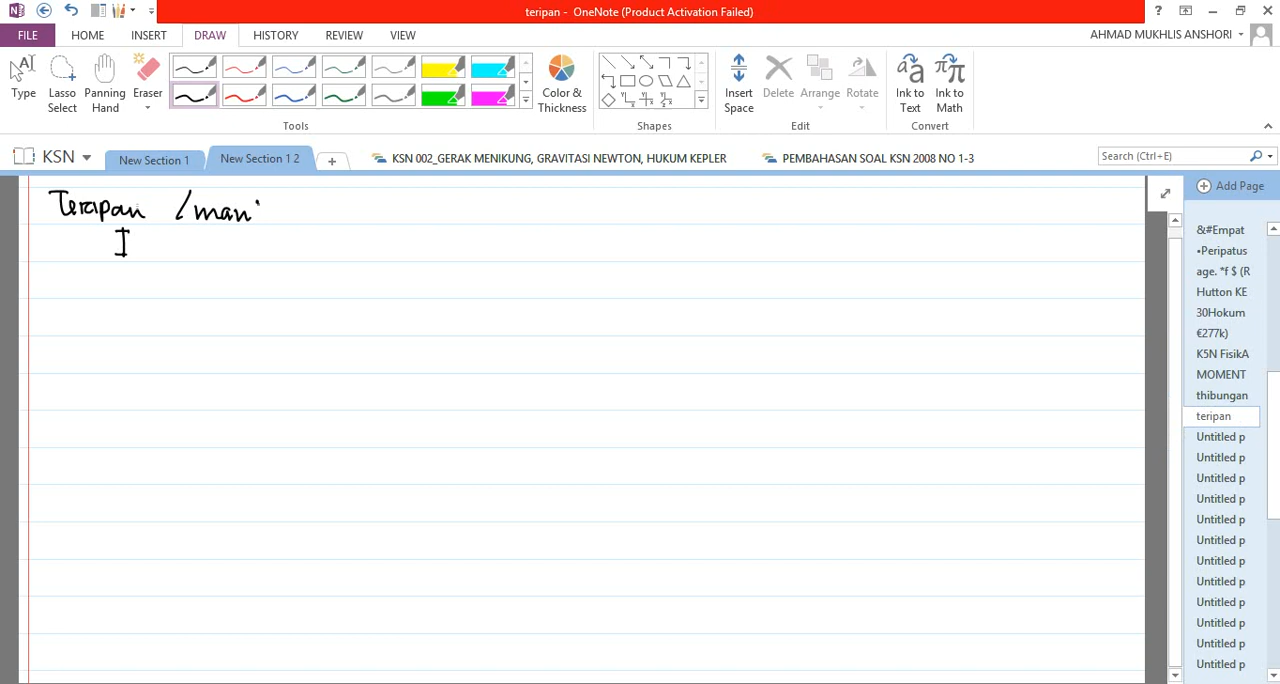 teripan - OneNote (Product Activation Failed)
FILE HOME INSERT DRAW HISTORY REVIEW VIEW AHMAD MUKHLIS ANSHORI
Type Lasso Select Panning Hand Eraser Color & Thickness Insert Space Delete Arrange Rotate Ink to Text Ink to Math
Tools Shapes Edit Convert
KSN New Section 1 New Section 1 2 KSN 002_GERAK MENIKUNG, GRAVITASI NEWTON, HUKUM KEPLER PEMBAHASAN SOAL KSN 2008 NO 1-3 Search (Ctrl+E)
Add Page
Terapan /man
I
&#Empat
•Peripatus
age. *f $ (R
Hutton KE
30Hokum
€277k)
K5N FisikA
MOMENT
thibungan
teripan
Untitled p
Untitled p
Untitled p
Untitled p
Untitled p
Untitled p
Untitled p
Untitled p
Untitled p
Untitled p
Untitled p
Untitled p